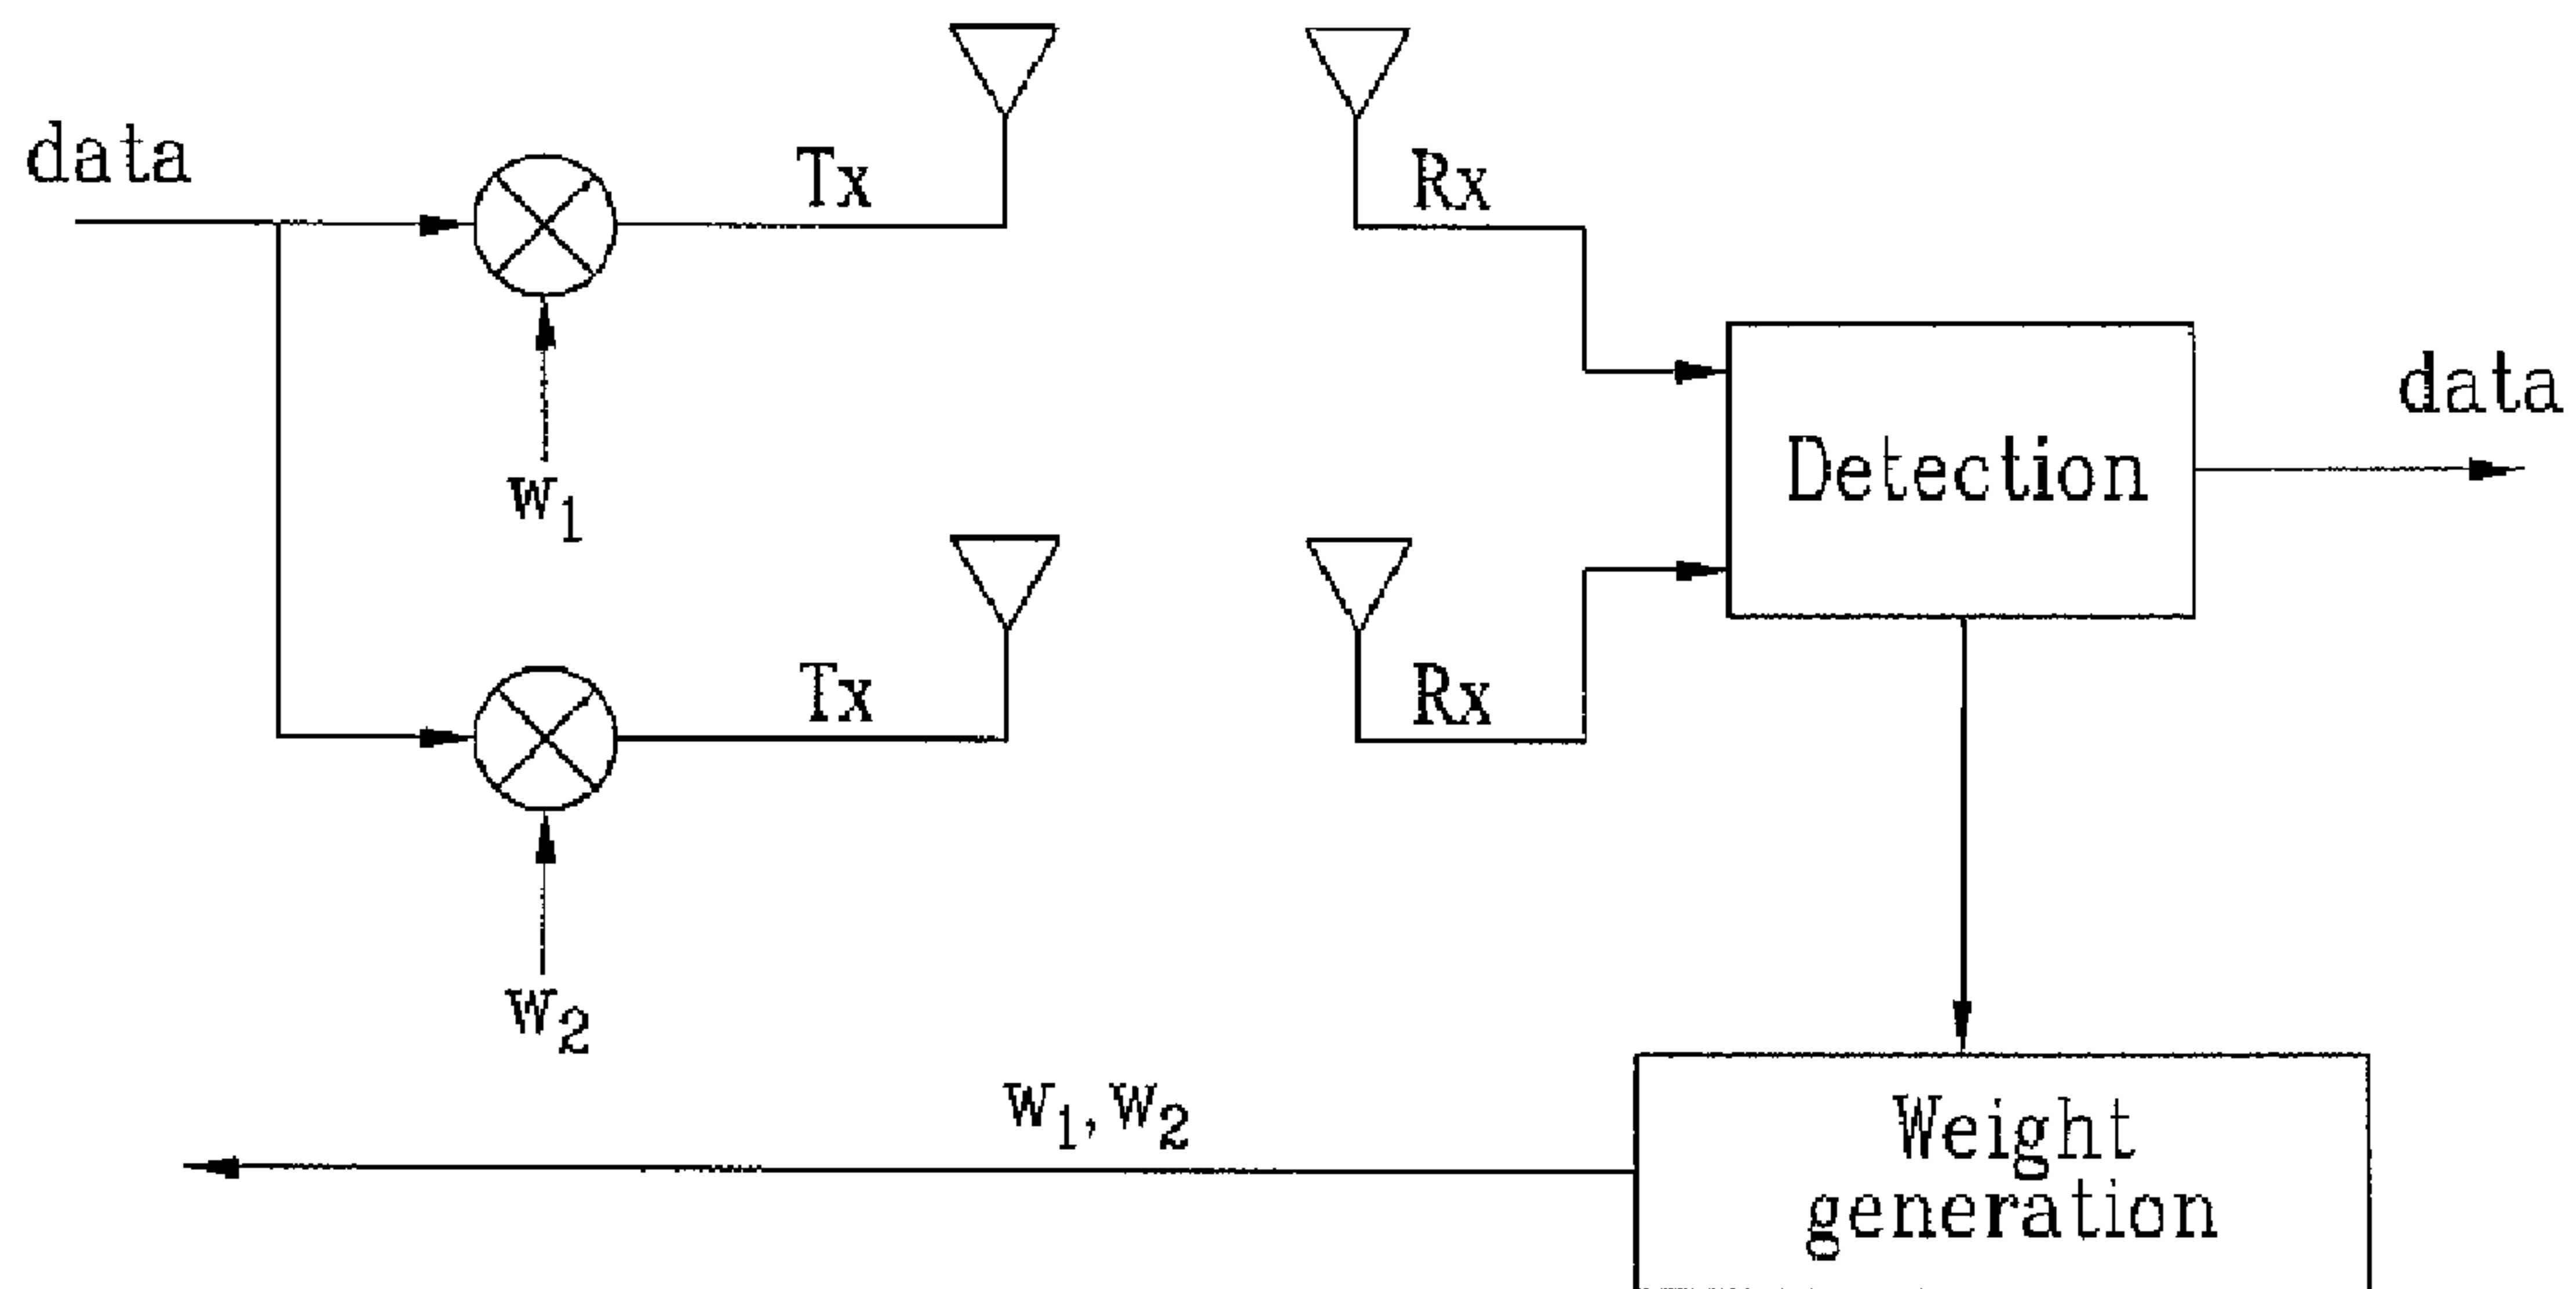 data
Tx
Rx
w1
data
Detection
Tx
Rx
w2
w1, w2
Weight
generation